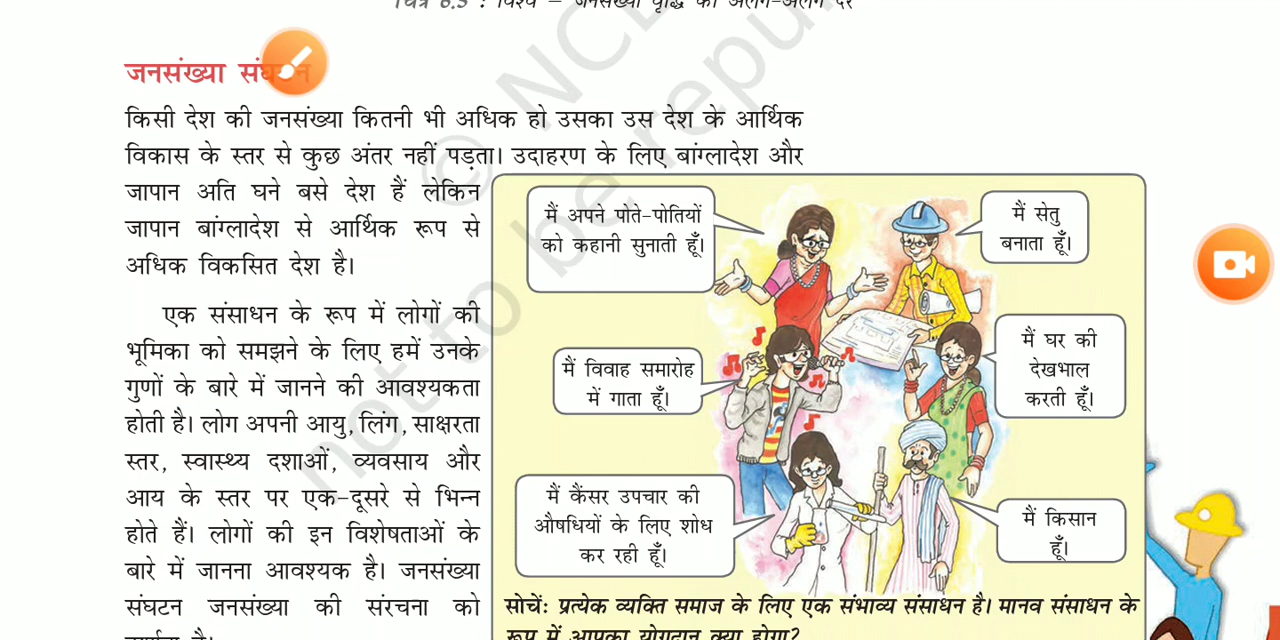 चित्र 6.5 : विश्व – जनसंख्या वृद्धि की अलग-अलग दरें
जनसंख्या संघटन
किसी देश की जनसंख्या कितनी भी अधिक हो उसका उस देश के आर्थिक
विकास के स्तर से कुछ अंतर नहीं पड़ता। उदाहरण के लिए बांग्लादेश और
जापान अति घने बसे देश हैं लेकिन
जापान बांग्लादेश से आर्थिक रूप से
अधिक विकसित देश है।
एक संसाधन के रूप में लोगों की
भूमिका को समझने के लिए हमें उनके
गुणों के बारे में जानने की आवश्यकता
होती है। लोग अपनी आयु, लिंग, साक्षरता
स्तर, स्वास्थ्य दशाओं, व्यवसाय और
आय के स्तर पर एक-दूसरे से भिन्न
होते हैं। लोगों की इन विशेषताओं के
बारे में जानना आवश्यक है। जनसंख्या
संघटन जनसंख्या की संरचना को
मैं अपने पोते-पोतियों
को कहानी सुनाती हूँ।
मैं सेतु
बनाता हूँ।
मैं विवाह समारोह
में गाता हूँ।
मैं घर की
देखभाल
करती हूँ।
मैं कैंसर उपचार की
औषधियों के लिए शोध
कर रही हूँ।
मैं किसान
हूँ।
सोचें: प्रत्येक व्यक्ति समाज के लिए एक संभाव्य संसाधन है। मानव संसाधन के
रूप में आपका योगदान क्या होगा?
© NCE
not to be republ